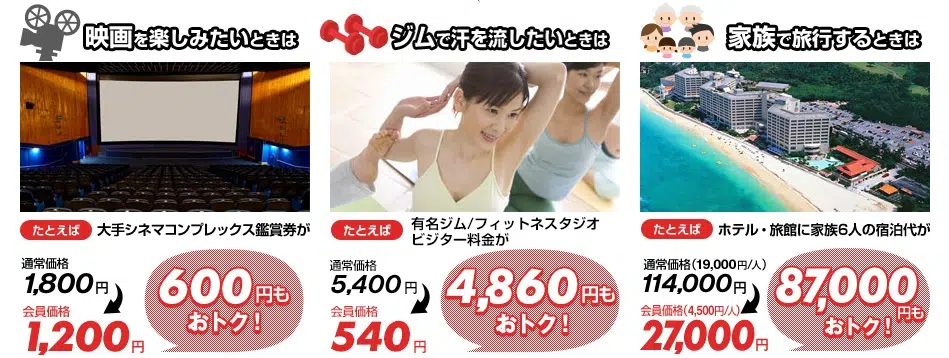 映画を楽しみたいときは
たとえば
大手シネマコンプレックス鑑賞券が
通常価格
1,800円
会員価格
1,200円
600円も
おトク！
ジムで汗を流したいときは
たとえば
有名ジム/フィットネスタジオ
ビジター料金が
通常価格
5,400円
会員価格
540円
4,860円も
おトク！
家族で旅行するときは
たとえば
ホテル・旅館に家族6人の宿泊代が
通常価格（19,000円/人）
114,000円
会員価格（4,500円/人）
27,000円
87,000円も
おトク！